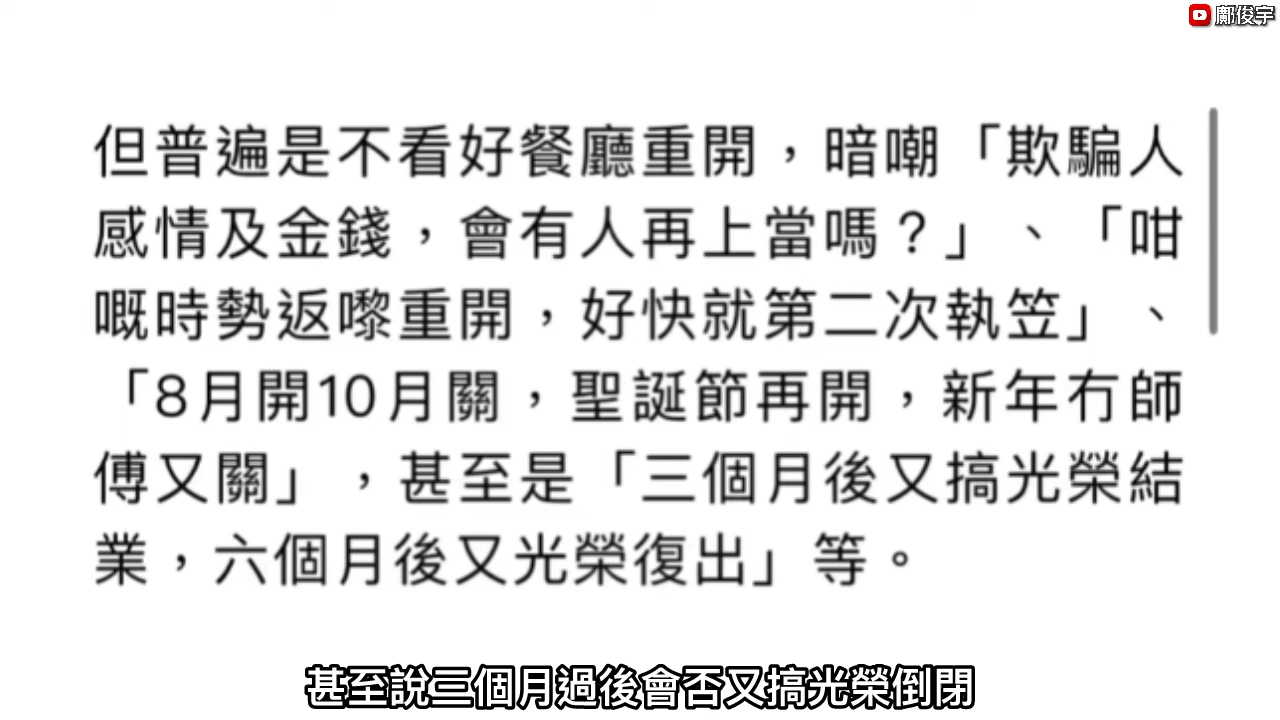 鄺俊宇
但普遍是不看好餐廳重開，暗嘲「欺騙人
感情及金錢，會有人再上當嗎？」、「咁
嘅時勢返嚟重開，好快就第二次執笠」、
「8月開10月關，聖誕節再開，新年冇師
傅又關」，甚至是「三個月後又搞光榮結
業，六個月後又光榮復出」等。
甚至說三個月過後會否又搞光榮倒閉